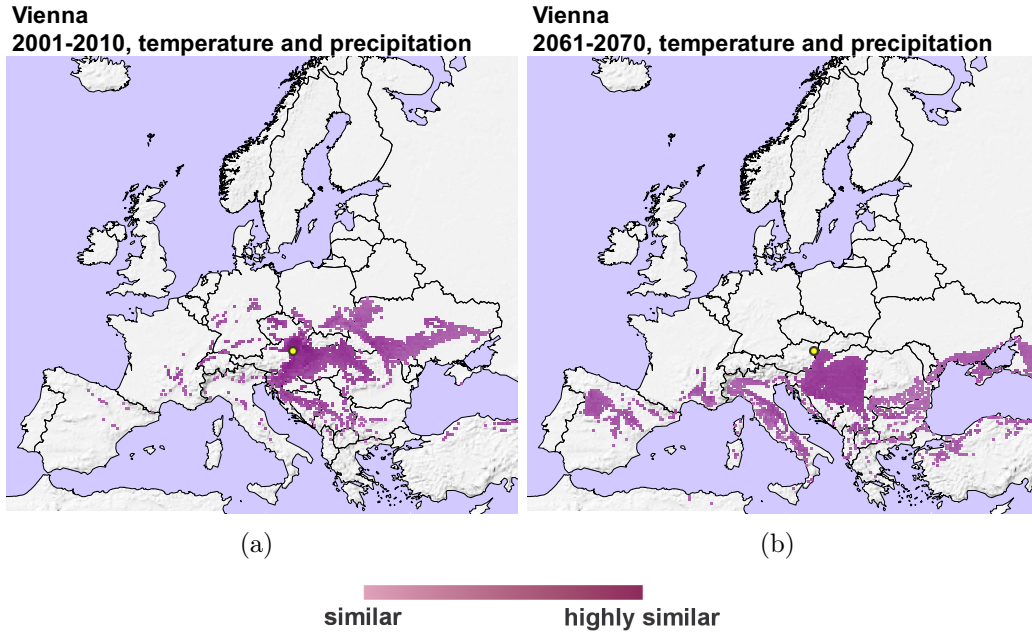 Vienna
2001-2010, temperature and precipitation
Vienna
2061-2070, temperature and precipitation
(a)
(b)
similar
highly similar